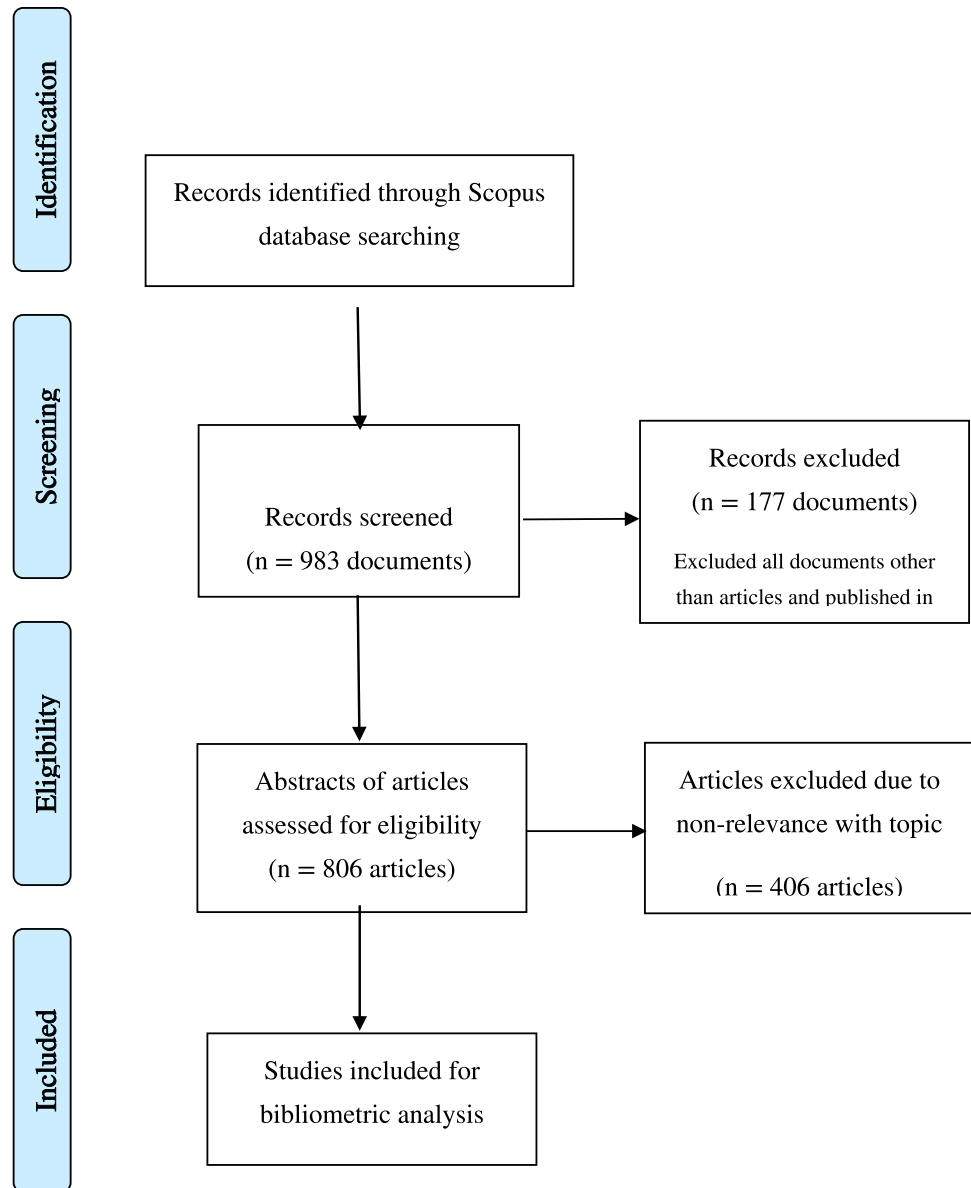 Identification
Records identified through Scopus
database searching
Screening
Records screened
(n = 983 documents)
Records excluded
(n = 177 documents)
Excluded all documents other
than articles and published in
Eligibility
Abstracts of articles
assessed for eligibility
(n = 806 articles)
Articles excluded due to
non-relevance with topic
(n = 406 articles)
Included
Studies included for
bibliometric analysis